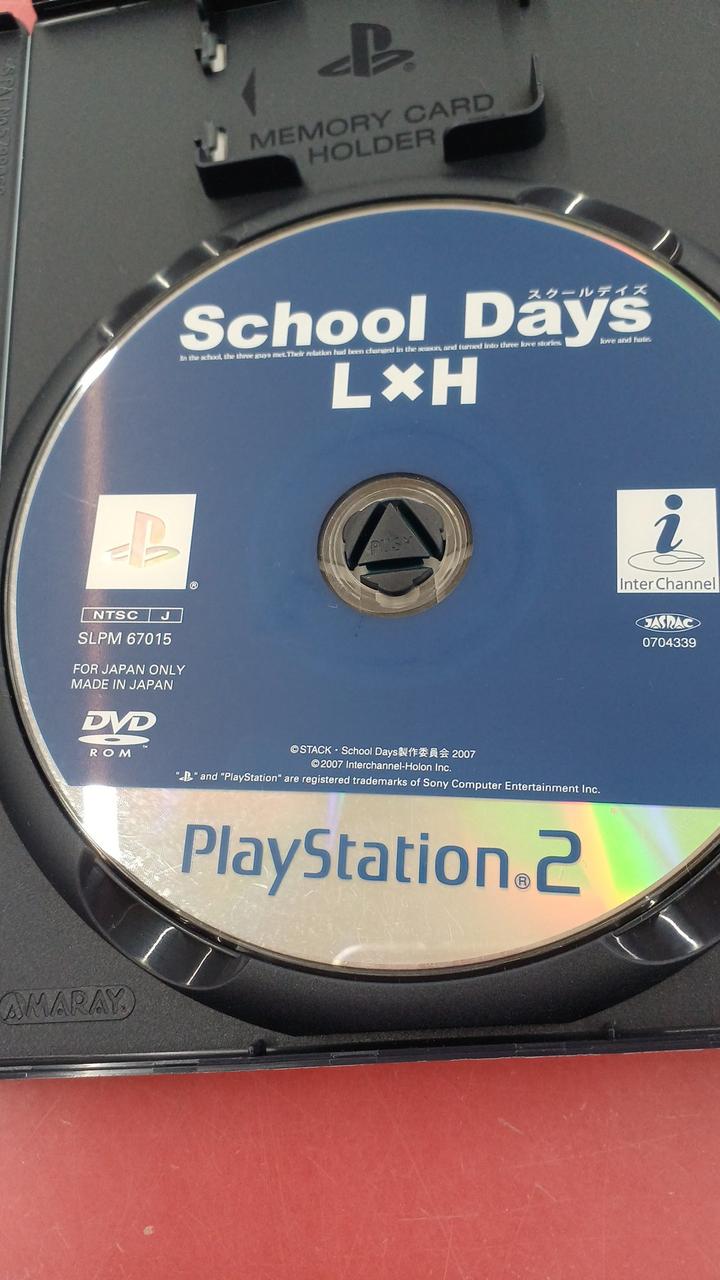 MEMORY CARD
HOLDER
スクールデイズ
School Days
In the school, the three guys met.Their relation had been changed in the season, and turned into three love stories. love and hate.
L×H
PUSH
i
InterChannel
NTSC J
SLPM 67015
JASRAC
0704339
FOR JAPAN ONLY
MADE IN JAPAN
DVD
ROM™
©STACK・School Days製作委員会 2007
©2007 Interchannel-Holon Inc.
"PS" and "PlayStation" are registered trademarks of Sony Computer Entertainment Inc.
PlayStation®2
AMARAY